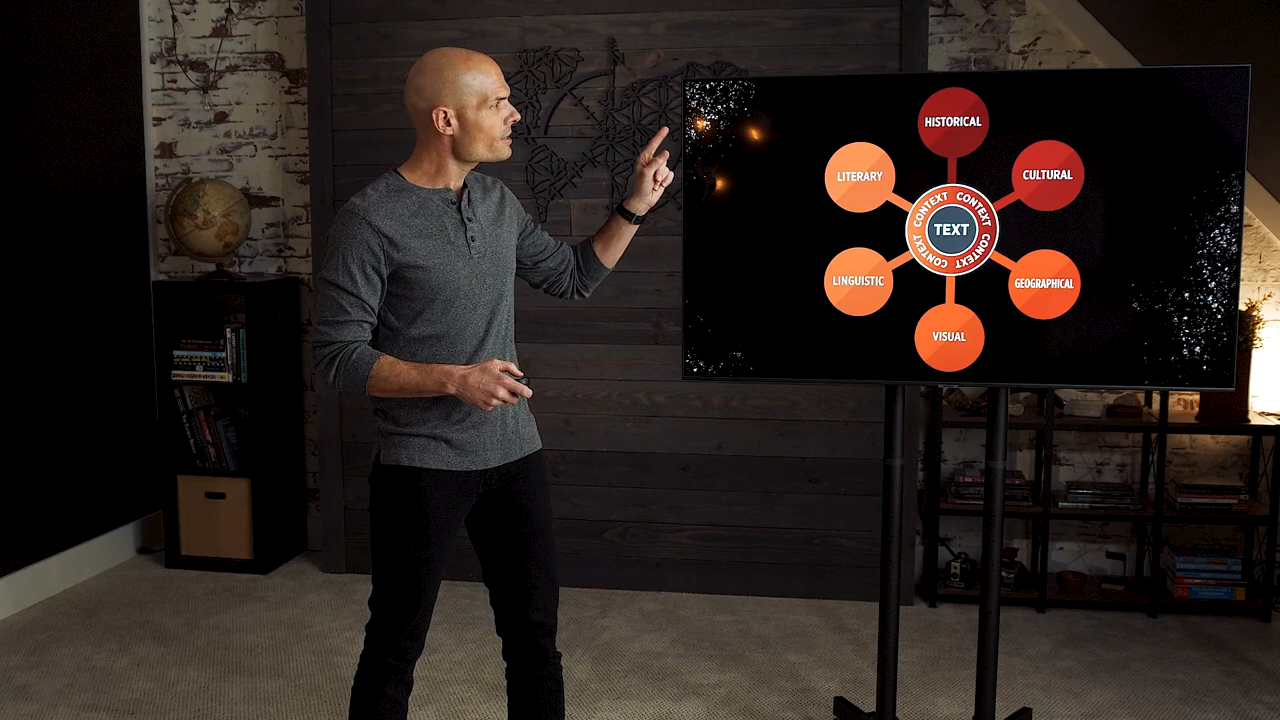 HISTORICAL
LITERARY
CULTURAL
CONTEXT CONTEXT
TEXT
CONTEXT CONTEXT
LINGUISTIC
GEOGRAPHICAL
VISUAL